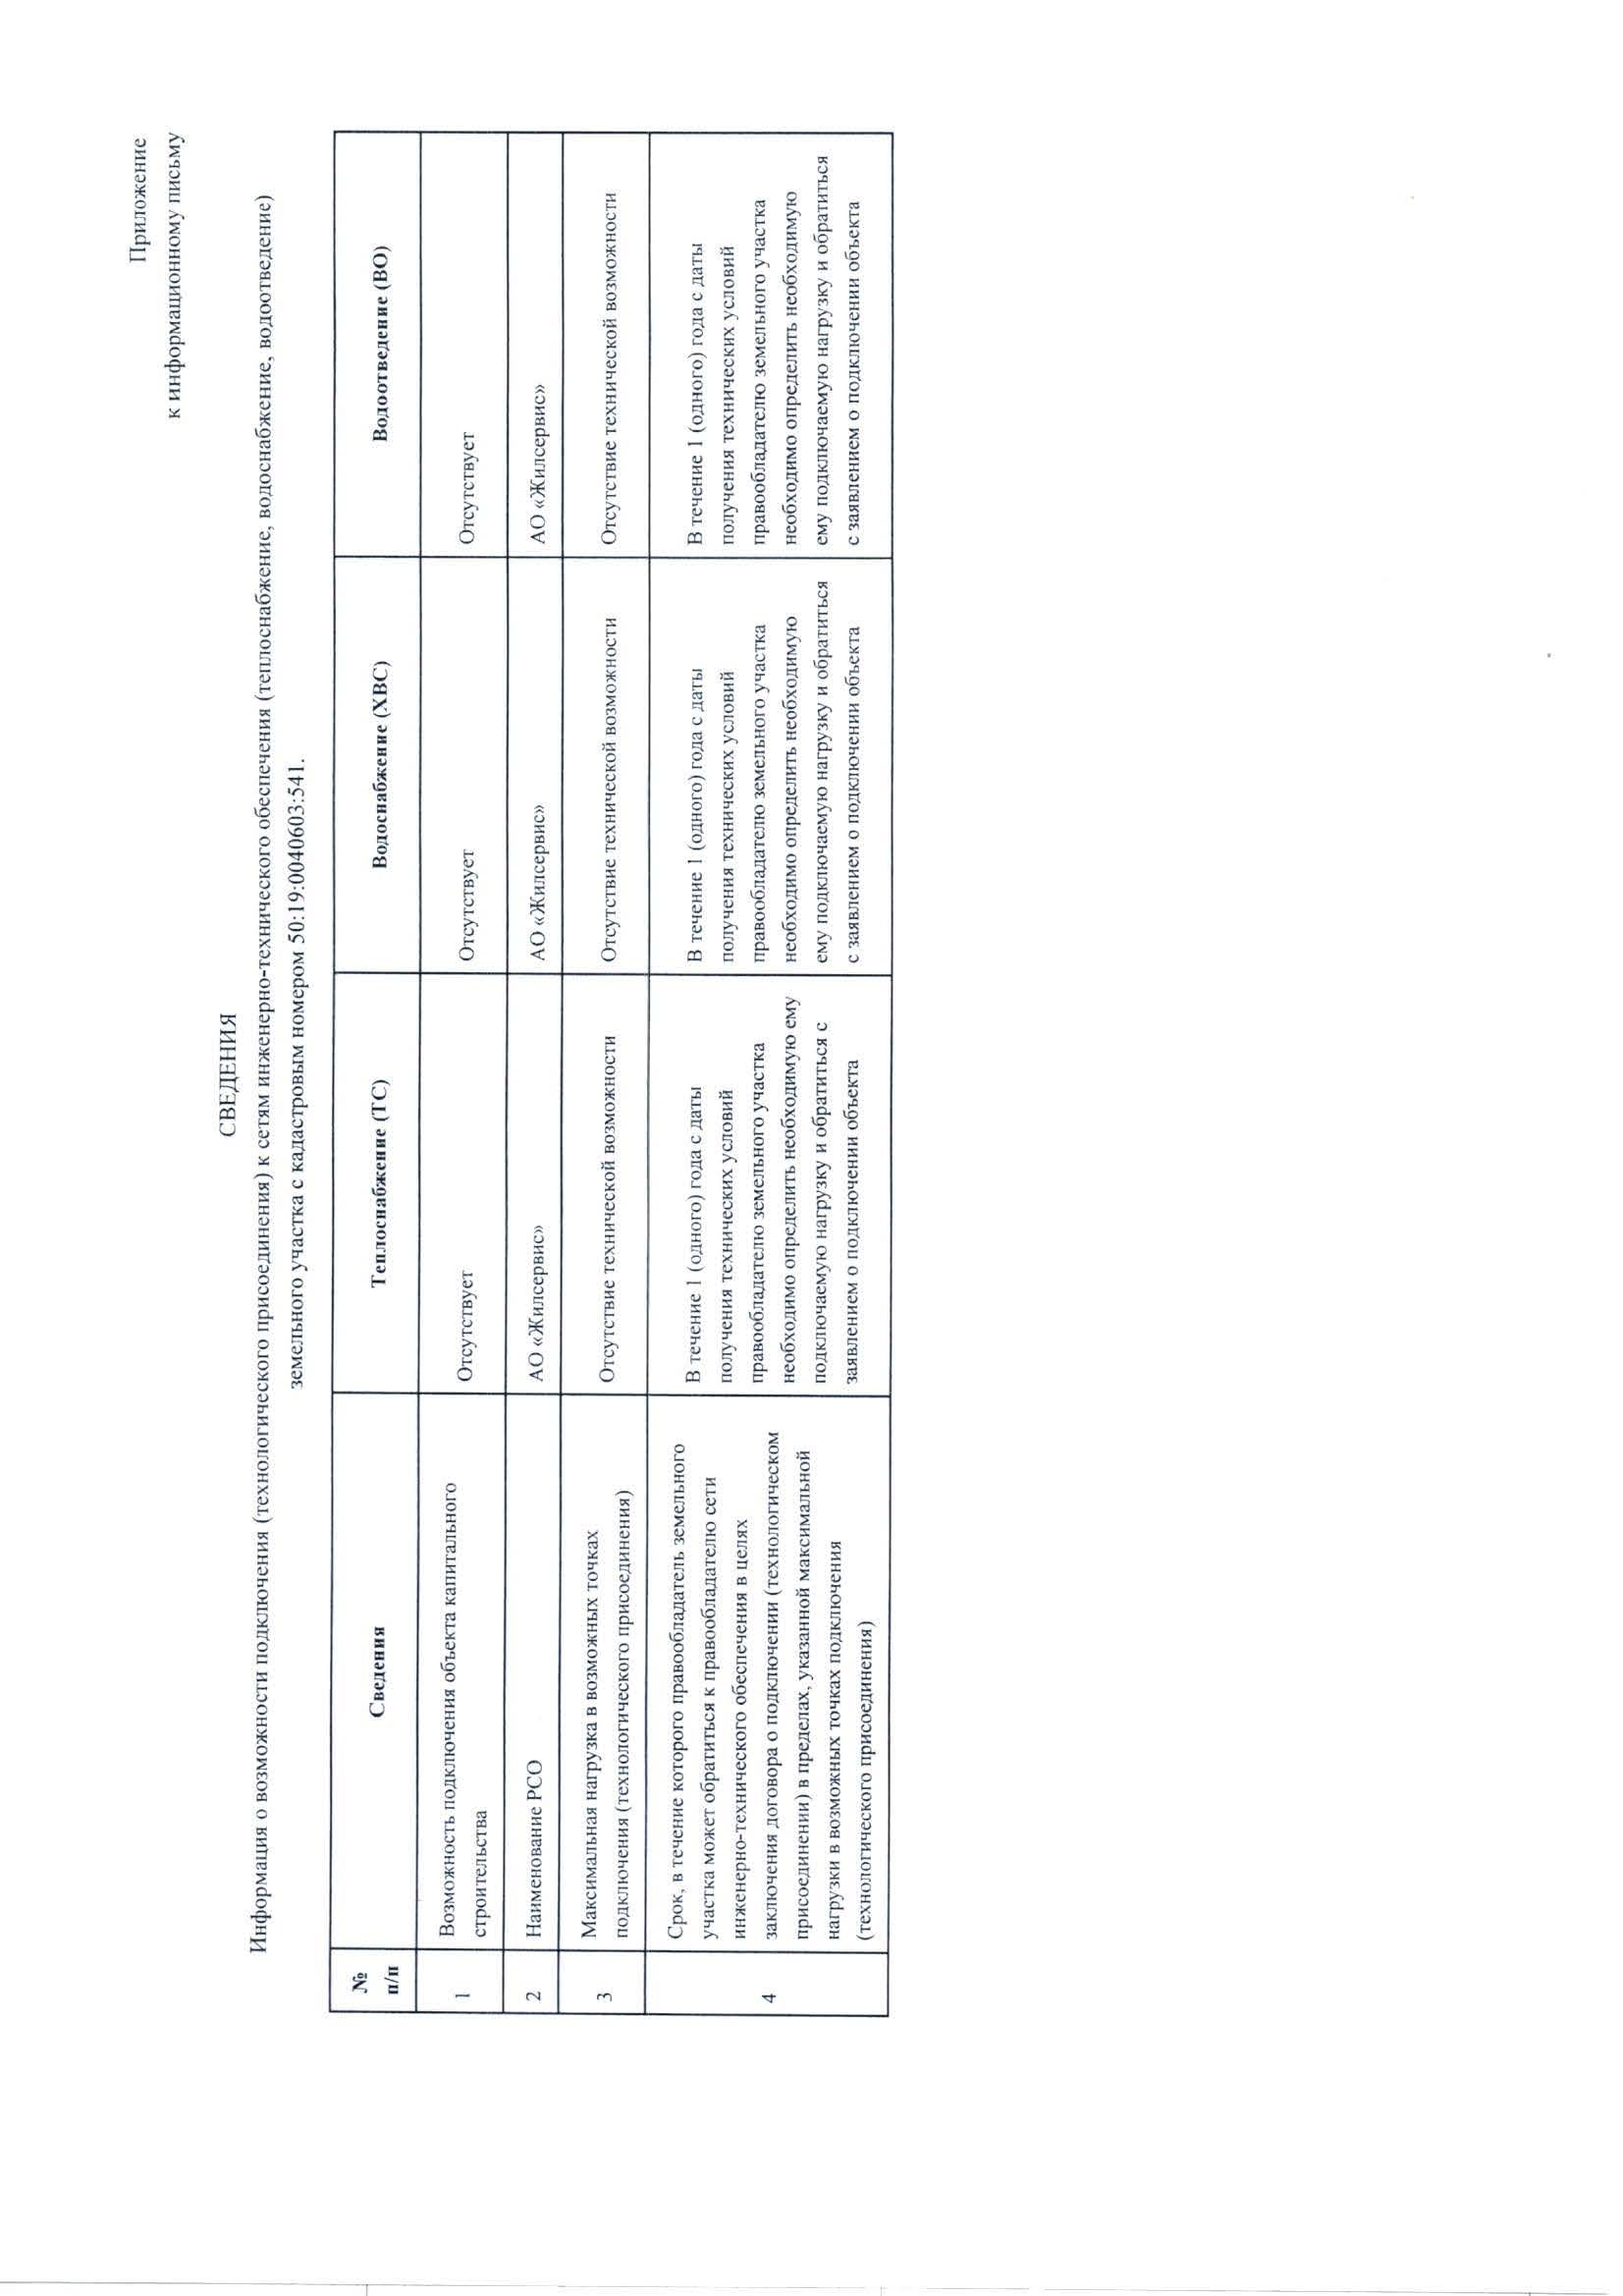 Приложение
к информационному письму
СВЕДЕНИЯ
Информация о возможности подключения (технологического присоединения) к сетям инженерно-технического обеспечения (теплоснабжение, водоснабжение, водоотведение)
земельного участка с кадастровым номером 50:19:0040603:541.
№
п/п
Сведения
Теплоснабжение (ТС)
Водоснабжение (ХВС)
Водоотведение (ВО)
1
Возможность подключения объекта капитального
строительства
Отсутствует
Отсутствует
Отсутствует
2
Наименование РСО
АО «Жилсервис»
АО «Жилсервис»
АО «Жилсервис»
3
Максимальная нагрузка в возможных точках
подключения (технологического присоединения)
Отсутствие технической возможности
Отсутствие технической возможности
Отсутствие технической возможности
4
Срок, в течение которого правообладатель земельного
участка может обратиться к правообладателю сети
инженерно-технического обеспечения в целях
заключения договора о подключении (технологическом
присоединении) в пределах, указанной максимальной
нагрузки в возможных точках подключения
(технологического присоединения)
В течение 1 (одного) года с даты
получения технических условий
правообладателю земельного участка
необходимо определить необходимую ему
подключаемую нагрузку и обратиться с
заявлением о подключении объекта
В течение 1 (одного) года с даты
получения технических условий
правообладателю земельного участка
необходимо определить необходимую
ему подключаемую нагрузку и обратиться
с заявлением о подключении объекта
В течение 1 (одного) года с даты
получения технических условий
правообладателю земельного участка
необходимо определить необходимую
ему подключаемую нагрузку и обратиться
с заявлением о подключении объекта